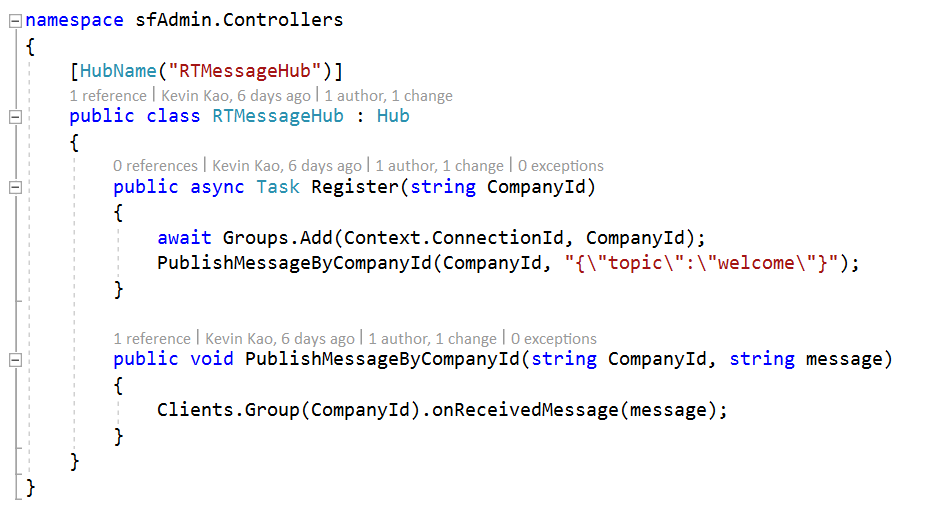 namespace sfAdmin.Controllers
{
[HubName("RTMessageHub")]
1 reference | Kevin Kao, 6 days ago | 1 author, 1 change
public class RTMessageHub : Hub
{
0 references | Kevin Kao, 6 days ago | 1 author, 1 change | 0 exceptions
public async Task Register(string CompanyId)
{
await Groups.Add(Context.ConnectionId, CompanyId);
PublishMessageByCompanyId(CompanyId, "{\"topic\":\"welcome\"}");
}
1 reference | Kevin Kao, 6 days ago | 1 author, 1 change | 0 exceptions
public void PublishMessageByCompanyId(string CompanyId, string message)
{
Clients.Group(CompanyId).onReceivedMessage(message);
}
}
}